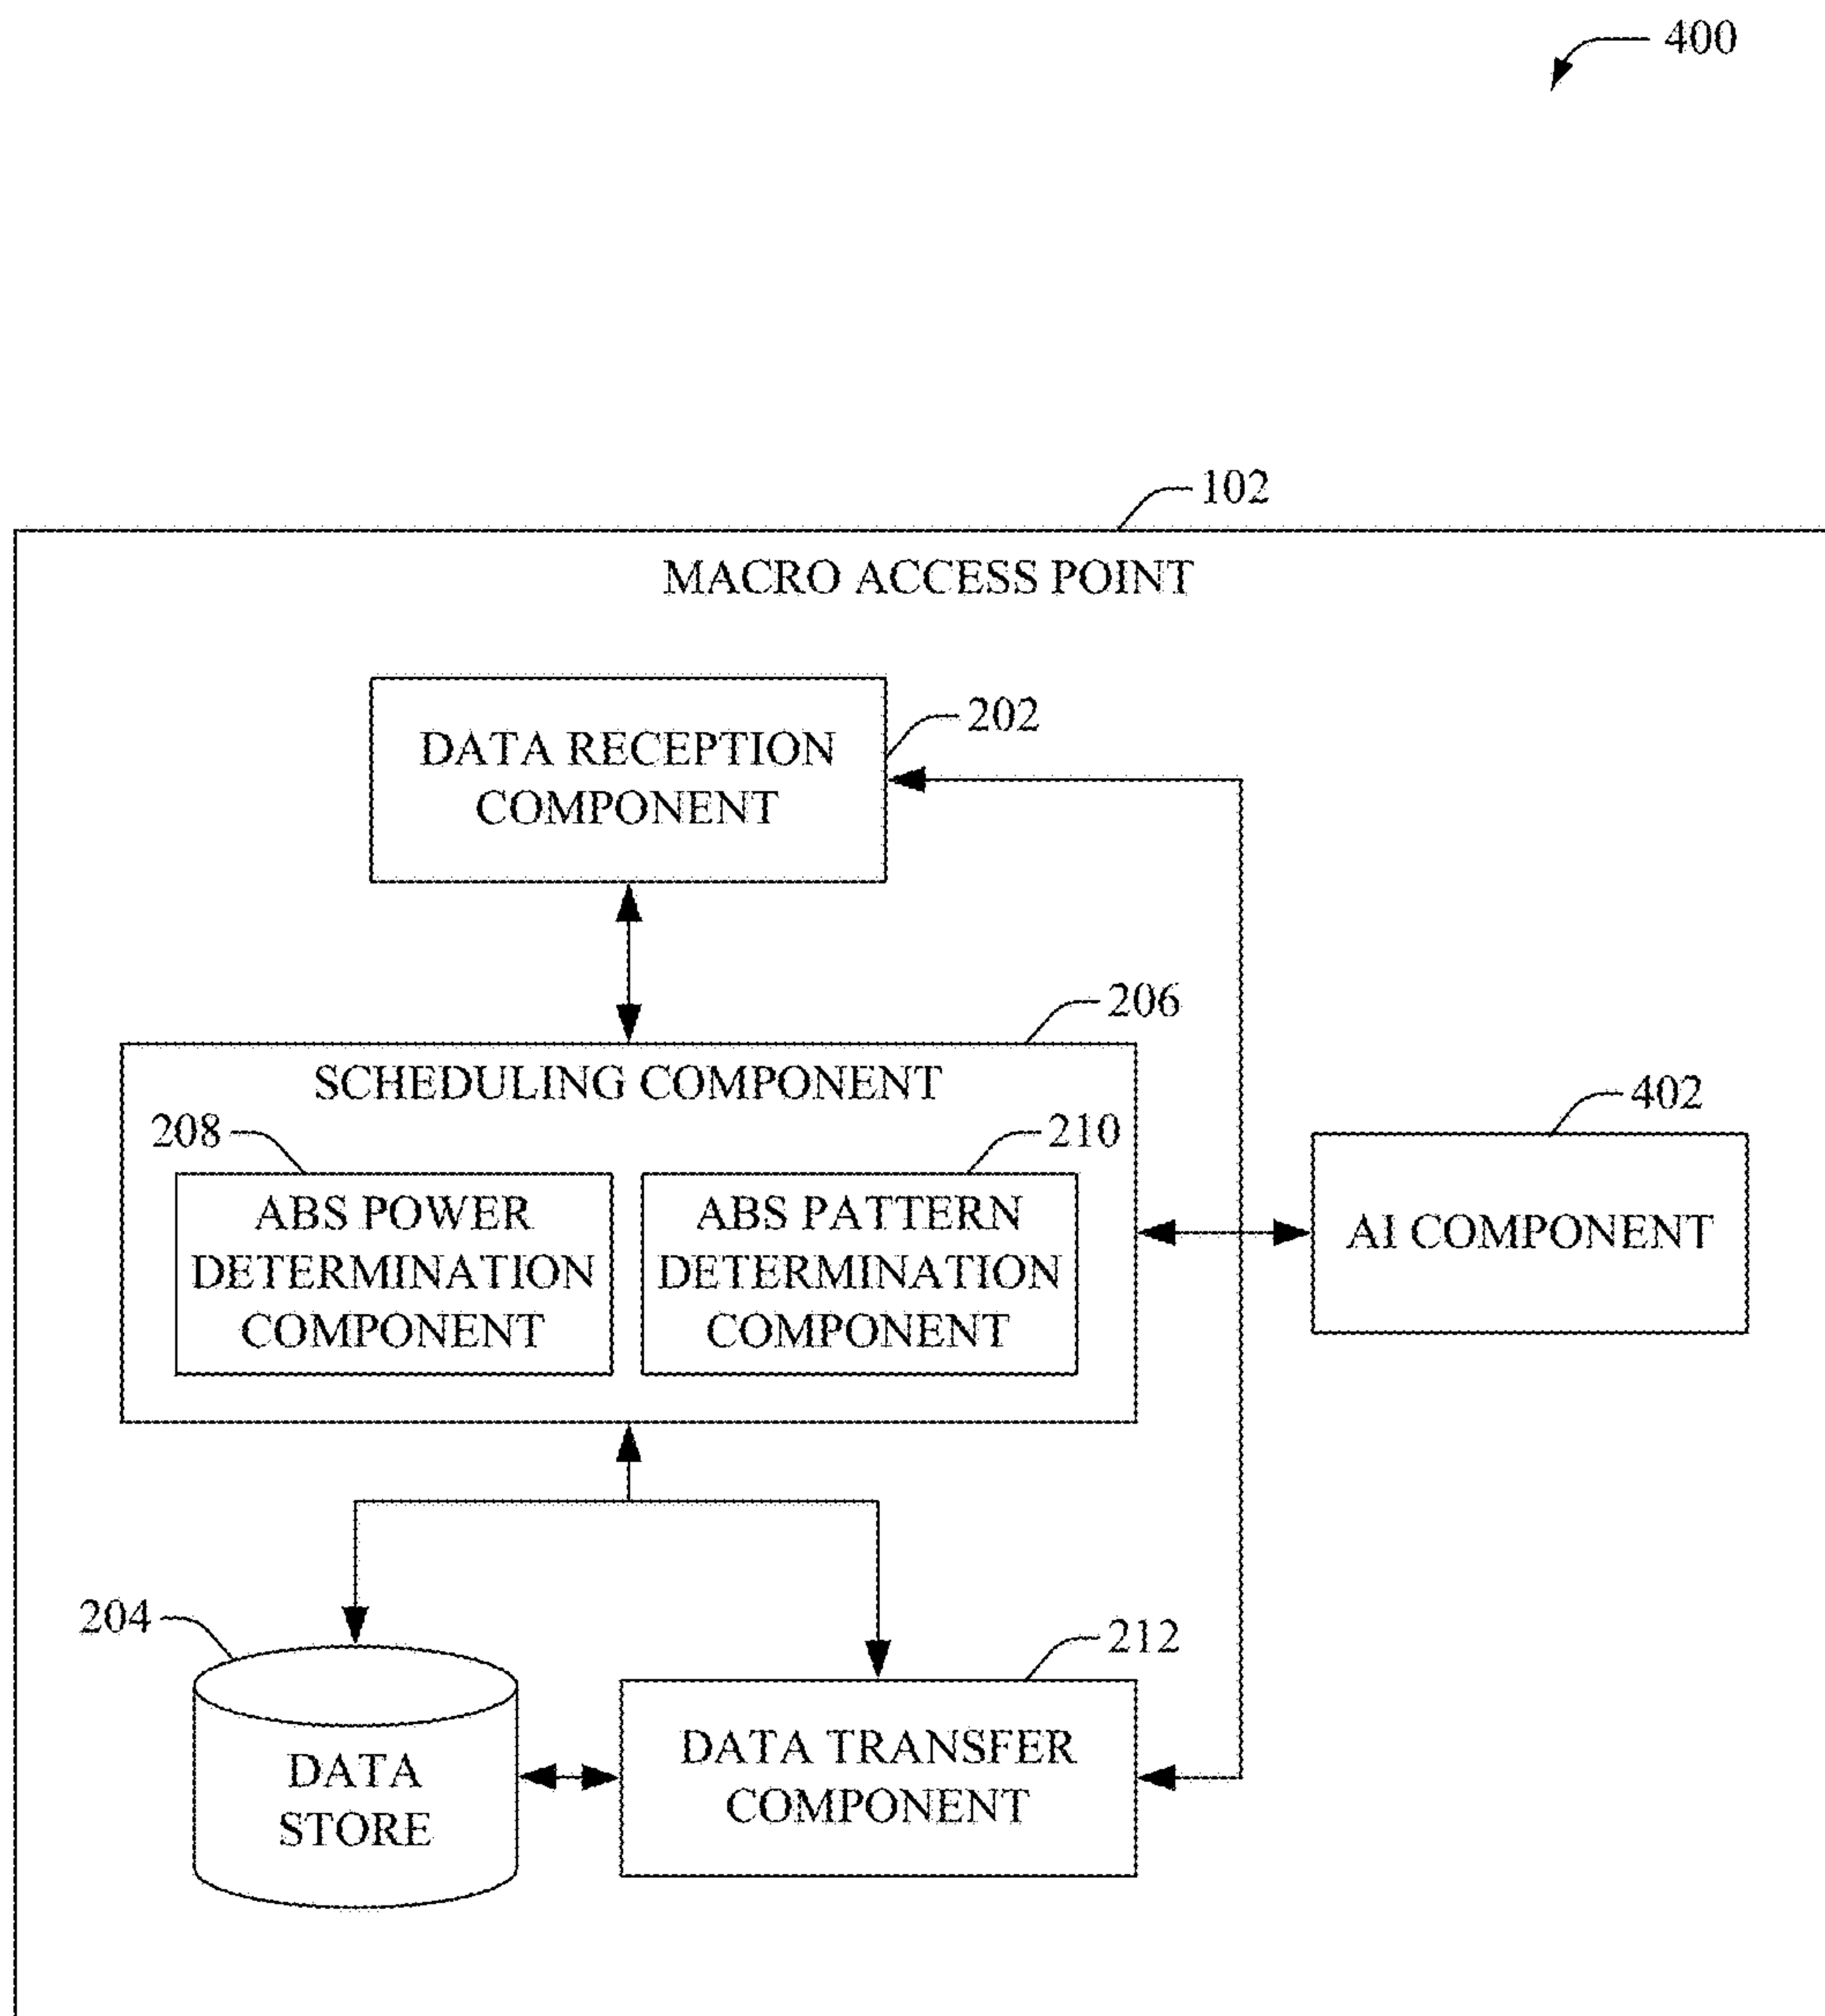 400
102
MACRO ACCESS POINT
202
DATA RECEPTION
COMPONENT
206
SCHEDULING COMPONENT
208
210
ABS POWER
DETERMINATION
COMPONENT
ABS PATTERN
DETERMINATION
COMPONENT
402
AI COMPONENT
204
DATA
STORE
212
DATA TRANSFER
COMPONENT